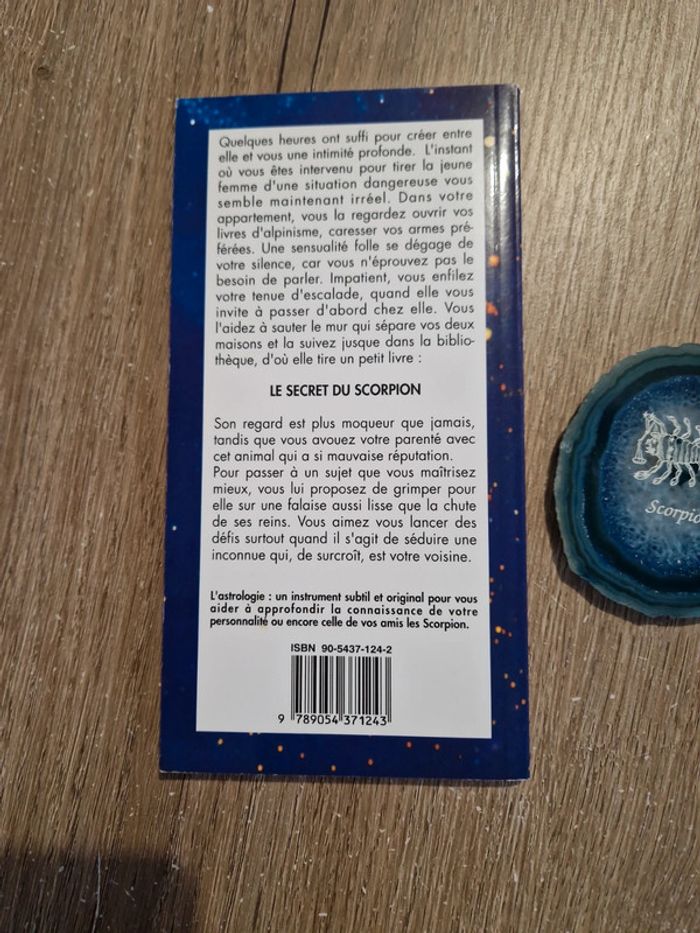 Quelques heures ont suffi pour créer entre
elle et vous une intimité profonde. L'instant
où vous êtes intervenu pour tirer la jeune
femme d'une situation dangereuse vous
semble maintenant irréel. Dans votre
appartement, vous la regardez ouvrir vos
livres d'alpinisme, caresser vos armes pré-
férées. Une sensualité folle se dégage de
votre silence, car vous n'éprouvez pas le
besoin de parler. Impatient, vous enfilez
votre tenue d'escalade, quand elle vous
invite à passer d'abord chez elle. Vous
l'aidez à sauter le mur qui sépare vos deux
maisons et la suivez jusque dans la biblio-
thèque, d'où elle tire un petit livre :
LE SECRET DU SCORPION
Son regard est plus moqueur que jamais,
tandis que vous avouez votre parenté avec
cet animal qui a si mauvaise réputation.
Pour passer à un sujet que vous maîtrisez
mieux, vous lui proposez de grimper pour
elle sur une falaise aussi lisse que la chute
de ses reins. Vous aimez vous lancer des
défis surtout quand il s'agit de séduire une
inconnue qui, de surcroît, est votre voisine.
L'astrologie : un instrument subtil et original pour vous
aider à approfondir la connaissance de votre
personnalité ou encore celle de vos amis les Scorpion.
ISBN 90-5437-124-2
9 789054 371243
Scorpio